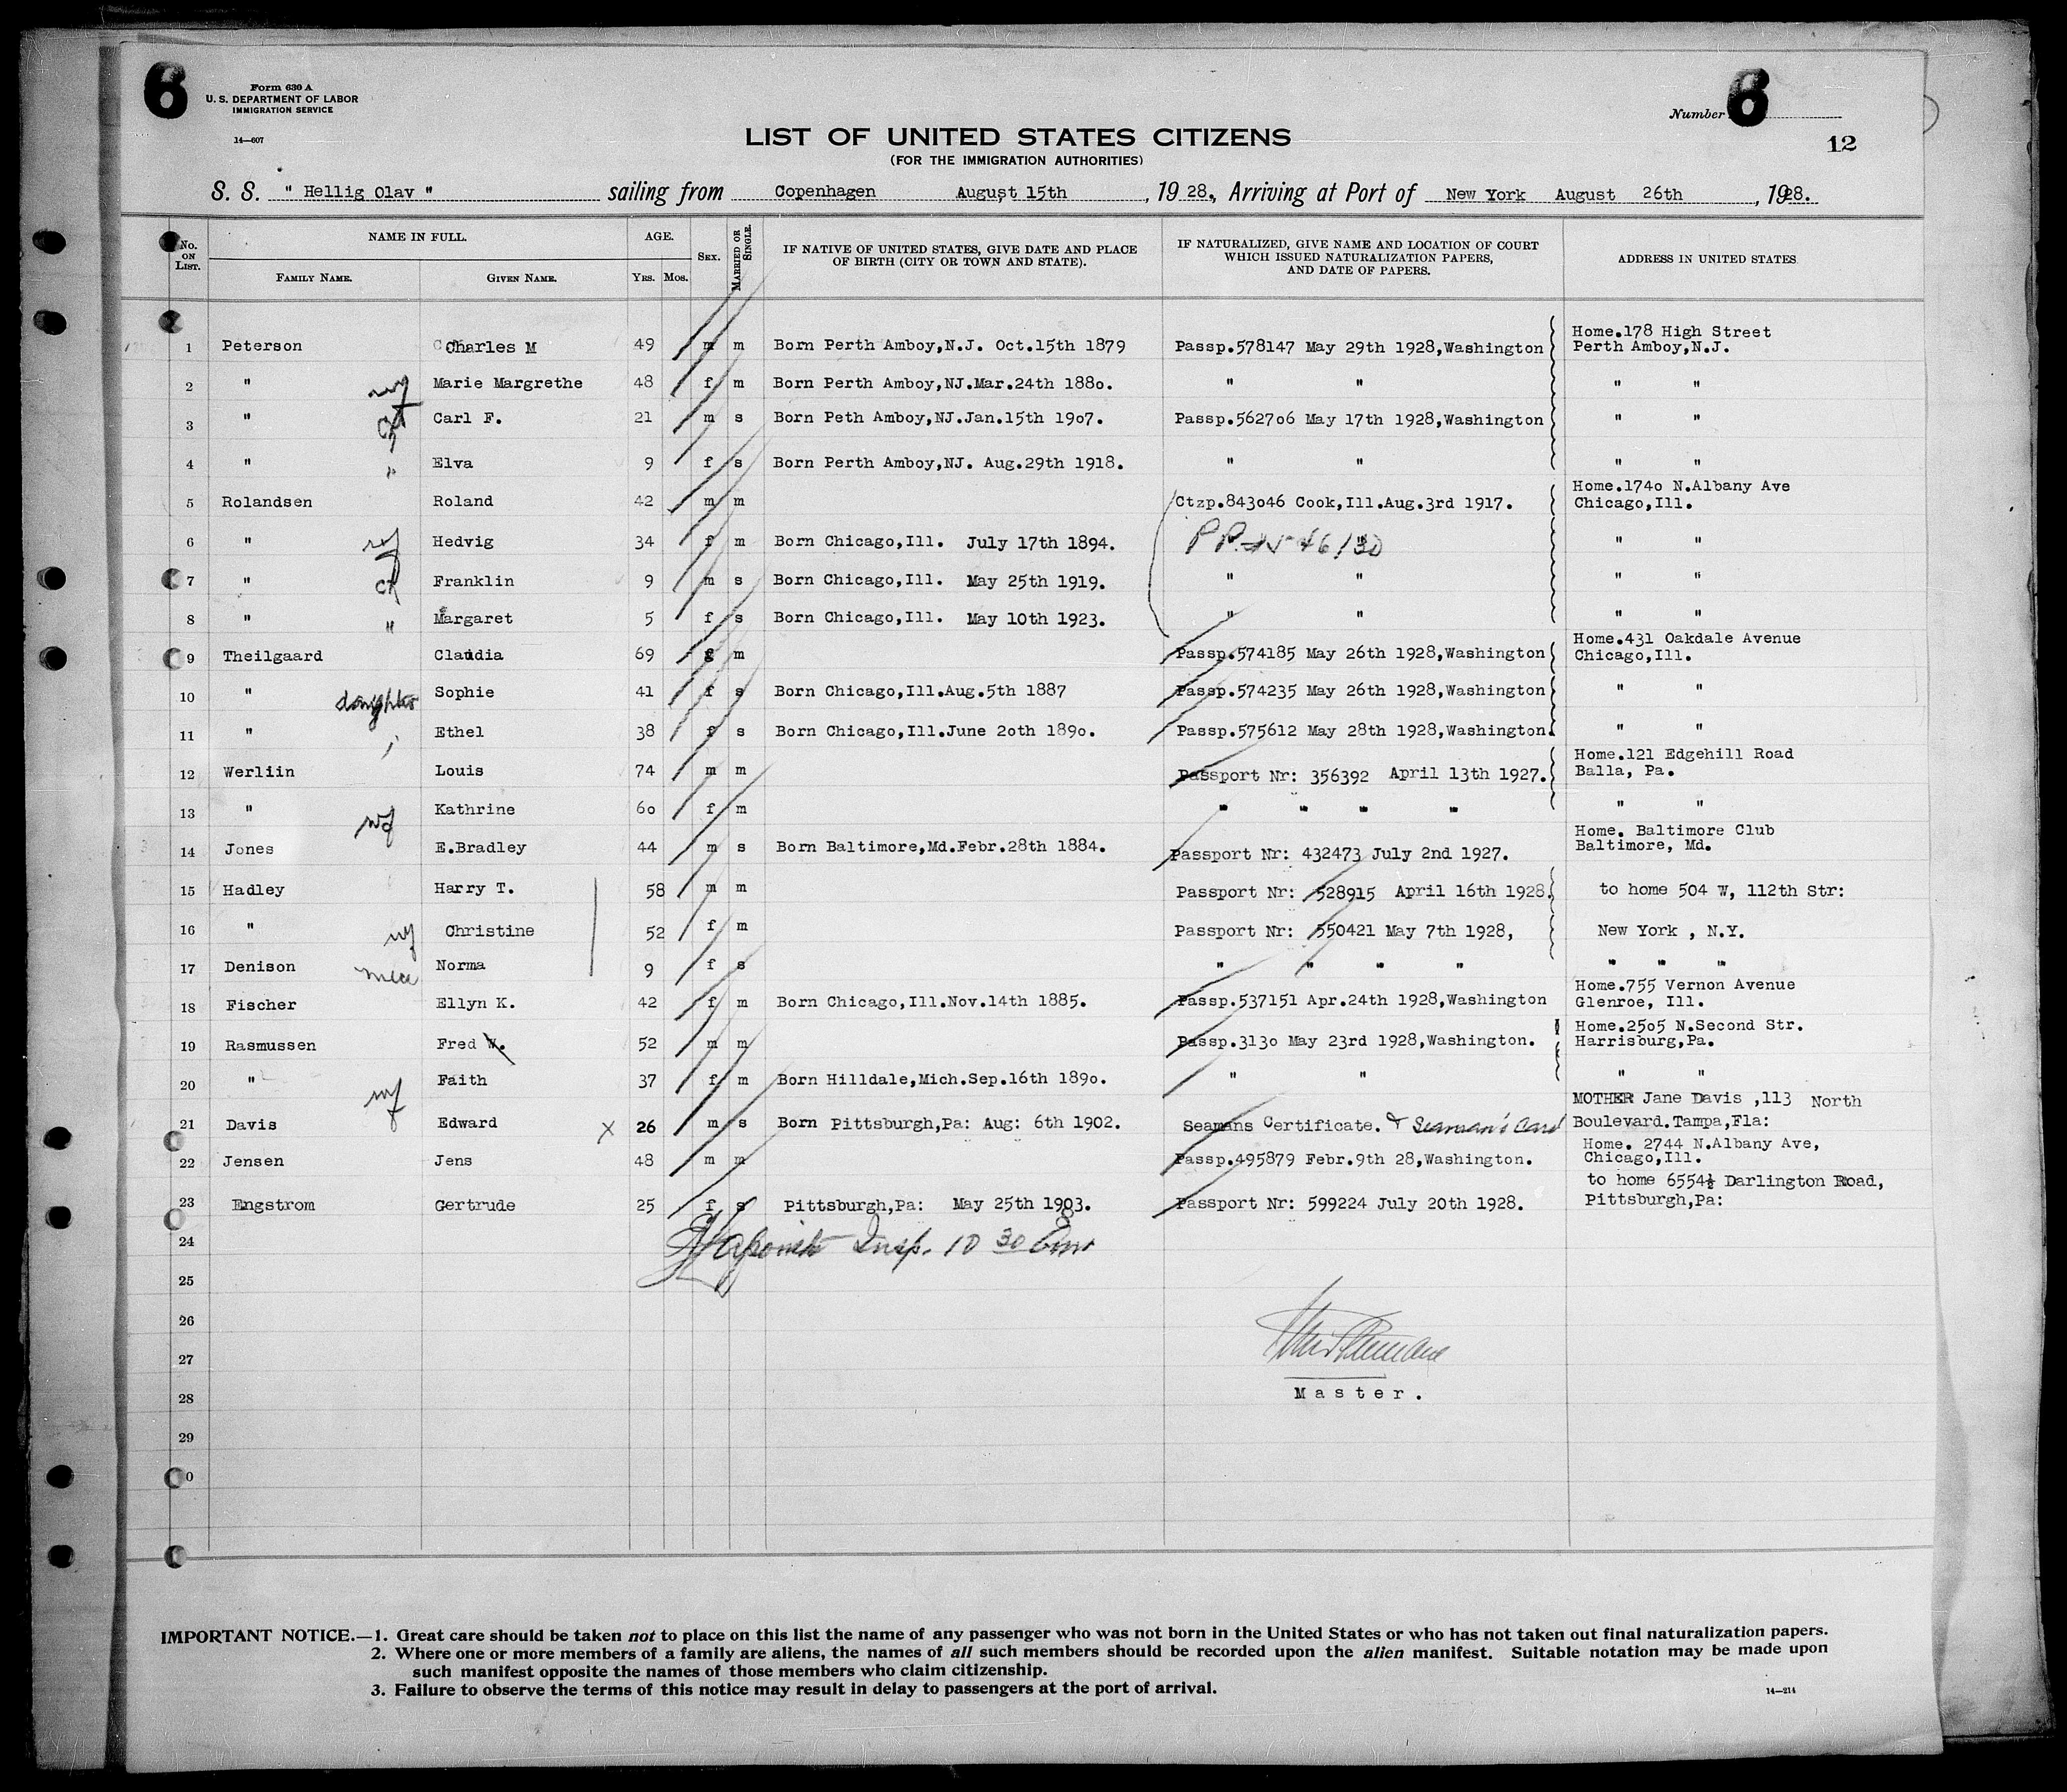 6
Form 630 A
U. S. DEPARTMENT OF LABOR
IMMIGRATION SERVICE
14—607
Number 6
12
LIST OF UNITED STATES CITIZENS
(FOR THE IMMIGRATION AUTHORITIES)
S. S. " Hellig Olav " sailing from Copenhagen August 15th , 19 28., Arriving at Port of New York August 26th , 1928.
No. ON LIST. NAME IN FULL. AGE. SEX. MARRIED OR SINGLE. IF NATIVE OF UNITED STATES, GIVE DATE AND PLACE OF BIRTH (CITY OR TOWN AND STATE). IF NATURALIZED, GIVE NAME AND LOCATION OF COURT WHICH ISSUED NATURALIZATION PAPERS, AND DATE OF PAPERS. ADDRESS IN UNITED STATES
FAMILY NAME. GIVEN NAME. YRS. MOS.
Home.178 High Street
1 Peterson Charles M 49 m m Born Perth Amboy,N.J. Oct.15th 1879 Passp.578147 May 29th 1928,Washington Perth Amboy,N.J.
2 " wf Marie Margrethe 48 f m Born Perth Amboy,NJ.Mar.24th 1880. " " " "
3 " ch Carl F. 21 m s Born Peth Amboy,NJ.Jan.15th 1907. Passp.562706 May 17th 1928,Washington " "
4 " " Elva 9 f s Born Perth Amboy,NJ. Aug.29th 1918. " " " "
Home.1740 N.Albany Ave
5 Rolandsen Roland 42 m m Ctzp.843046 Cook,Ill.Aug.3rd 1917. Chicago,Ill.
6 " wf Hedvig 34 f m Born Chicago,Ill. July 17th 1894. " "
7 " ch Franklin 9 m s Born Chicago,Ill. May 25th 1919. " " " "
8 " " Margaret 5 f s Born Chicago,Ill. May 10th 1923. " " " "
Home.431 Oakdale Avenue
9 Theilgaard Claudia 69 f m Passp.574185 May 26th 1928,Washington Chicago,Ill.
10 " daughter Sophie 41 f s Born Chicago,Ill.Aug.5th 1887 Passp.574235 May 26th 1928,Washington " "
11 " Ethel 38 f s Born Chicago,Ill.June 20th 1890. Passp.575612 May 28th 1928,Washington. " "
Home.121 Edgehill Road
12 Werliin Louis 74 m m Passport Nr: 356392 April 13th 1927. Balla, Pa.
13 " wf Kathrine 60 f m " " " " " "
Home. Baltimore Club
14 Jones E.Bradley 44 m s Born Baltimore,Md.Febr.28th 1884. Passport Nr: 432473 July 2nd 1927. Baltimore, Md.
15 Hadley Harry T. 58 m m Passport Nr: 528915 April 16th 1928. to home 504 W, 112th Str:
16 " wf Christine 52 f m Passport Nr: 550421 May 7th 1928, New York , N.Y.
17 Denison niece Norma 9 f s " " " " " " "
Home.755 Vernon Avenue
18 Fischer Ellyn K. 42 f m Born Chicago,Ill.Nov.14th 1885. Passp.537151 Apr.24th 1928,Washington Glenroe, Ill.
Home.2505 N.Second Str.
19 Rasmussen Fred W. 52 m m Passp.3130 May 23rd 1928,Washington. Harrisburg,Pa.
20 " wf Faith 37 f m Born Hilldale,Mich.Sep.16th 1890. " " " "
MOTHER Jane Davis ,113 North
21 Davis Edward X 26 m s Born Pittsburgh,Pa: Aug: 6th 1902. Seamans Certificate. & Seaman's Card Boulevard.Tampa,Fla:
Home. 2744 N.Albany Ave,
22 Jensen Jens 48 m m Passp.495879 Febr.9th 28,Washington. Chicago,Ill.
to home 6554½ Darlington Road,
23 Engstrom Gertrude 25 f s Pittsburgh,Pa: May 25th 1903. Passport Nr: 599224 July 20th 1928. Pittsburgh,Pa:
24 Insp. 10 30
25
26
27
28 Master.
29
0
IMPORTANT NOTICE.—1. Great care should be taken not to place on this list the name of any passenger who was not born in the United States or who has not taken out final naturalization papers.
2. Where one or more members of a family are aliens, the names of all such members should be recorded upon the alien manifest. Suitable notation may be made upon
such manifest opposite the names of those members who claim citizenship.
3. Failure to observe the terms of this notice may result in delay to passengers at the port of arrival.
14—214